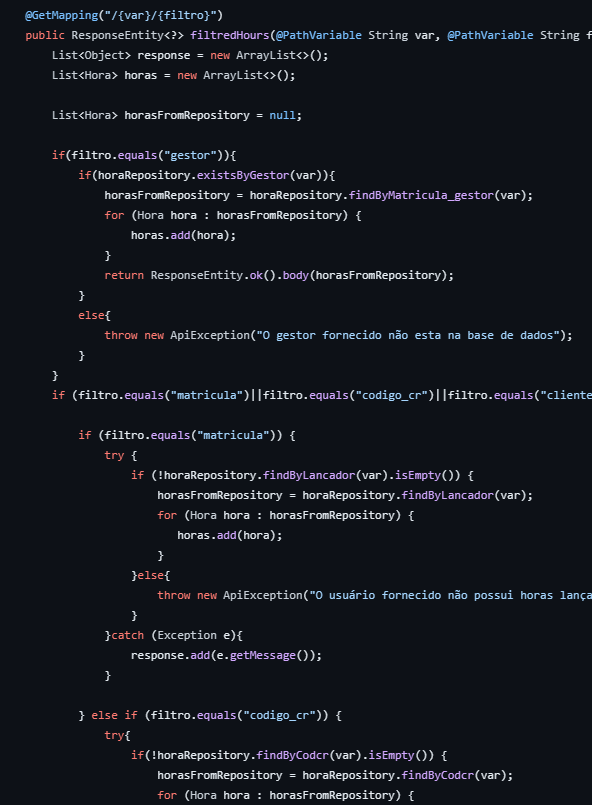 @GetMapping("/{var}/{filtro}")
public ResponseEntity<?> filtredHours(@PathVariable String var, @PathVariable String f
List<Object> response = new ArrayList<>();
List<Hora> horas = new ArrayList<>();
List<Hora> horasFromRepository = null;
if(filtro.equals("gestor")){
if(horaRepository.existsByGestor(var)){
horasFromRepository = horaRepository.findByMatricula_gestor(var);
for (Hora hora : horasFromRepository) {
horas.add(hora);
}
return ResponseEntity.ok().body(horasFromRepository);
}
else{
throw new ApiException("O gestor fornecido não esta na base de dados");
}
}
if (filtro.equals("matricula")||filtro.equals("codigo_cr")||filtro.equals("cliente
if (filtro.equals("matricula")) {
try {
if (!horaRepository.findByLancador(var).isEmpty()) {
horasFromRepository = horaRepository.findByLancador(var);
for (Hora hora : horasFromRepository) {
horas.add(hora);
}
}else{
throw new ApiException("O usuário fornecido não possui horas lança
}
}catch (Exception e){
response.add(e.getMessage());
}
} else if (filtro.equals("codigo_cr")) {
try{
if(!horaRepository.findByCodcr(var).isEmpty()) {
horasFromRepository = horaRepository.findByCodcr(var);
for (Hora hora : horasFromRepository) {